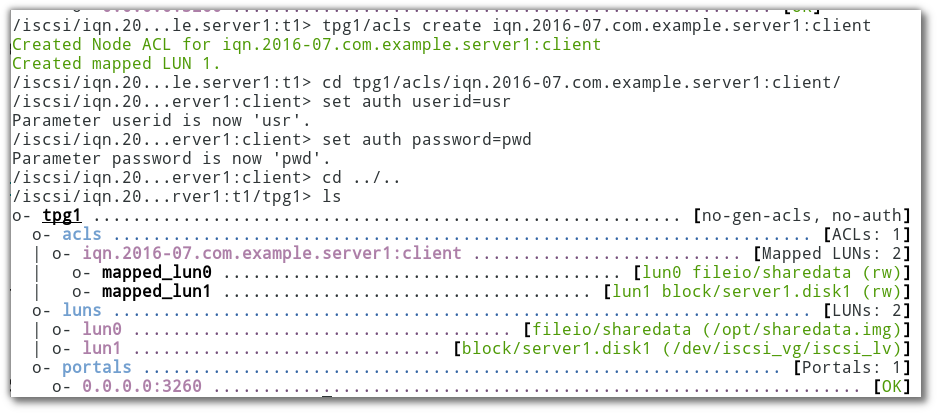 /iscsi/iqn.20...le.server1:t1> tpg1/acls create iqn.2016-07.com.example.server1:client
Created Node ACL for iqn.2016-07.com.example.server1:client
Created mapped LUN 1.
/iscsi/iqn.20...le.server1:t1> cd tpg1/acls/iqn.2016-07.com.example.server1:client/
/iscsi/iqn.20...erver1:client> set auth userid=usr
Parameter userid is now 'usr'.
/iscsi/iqn.20...erver1:client> set auth password=pwd
Parameter password is now 'pwd'.
/iscsi/iqn.20...erver1:client> cd ../..
/iscsi/iqn.20...rver1:t1/tpg1> ls
o- tpg1 ........................................................... [no-gen-acls, no-auth]
  o- acls ...................................................................... [ACLs: 1]
  | o- iqn.2016-07.com.example.server1:client ........................... [Mapped LUNs: 2]
  |   o- mapped_lun0 ........................................ [lun0 fileio/sharedata (rw)]
  |   o- mapped_lun1 ..................................... [lun1 block/server1.disk1 (rw)]
  o- luns ...................................................................... [LUNs: 2]
  | o- lun0 ...................................... [fileio/sharedata (/opt/sharedata.img)]
  | o- lun1 ............................... [block/server1.disk1 (/dev/iscsi_vg/iscsi_lv)]
  o- portals ................................................................ [Portals: 1]
    o- 0.0.0.0:3260 ................................................................. [OK]